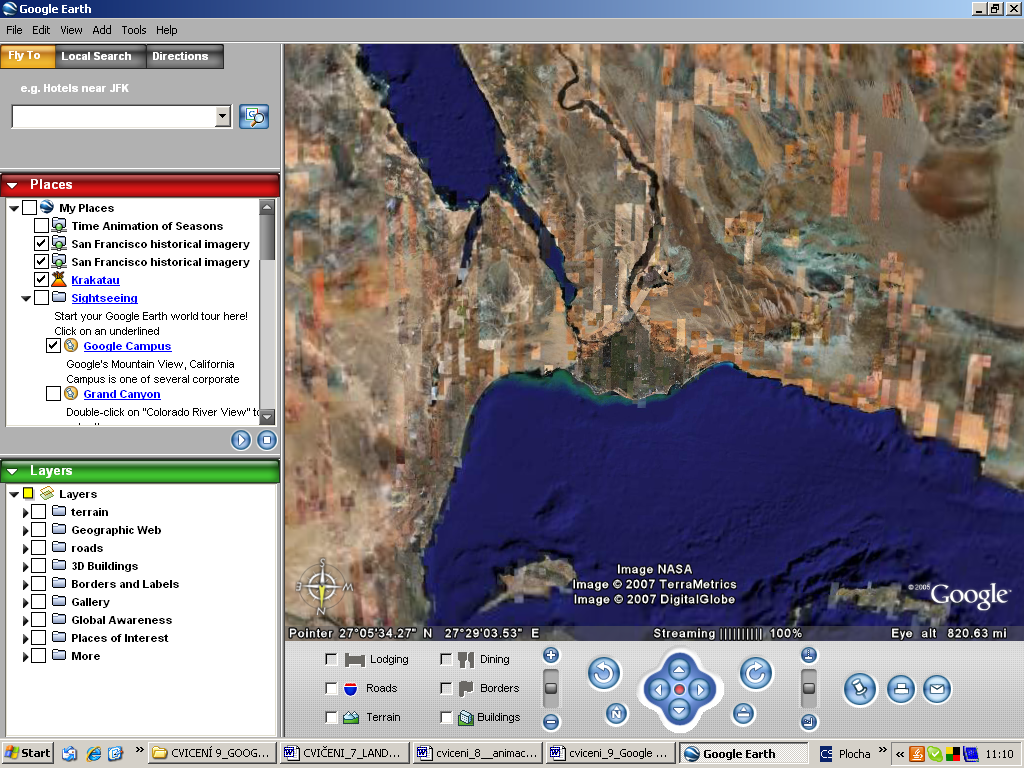 Google Earth
File Edit View Add Tools Help
Fly To Local Search Directions
e.g. Hotels near JFK
Places
My Places
Time Animation of Seasons
San Francisco historical imagery
San Francisco historical imagery
Krakatau
Sightseeing
Start your Google Earth world tour here!
Click on an underlined
Google Campus
Google's Mountain View, California
Campus is one of several corporate
Grand Canyon
Double-click on "Colorado River View" to
Layers
Layers
terrain
Geographic Web
roads
3D Buildings
Borders and Labels
Gallery
Global Awareness
Places of Interest
More
S
E W
N
Image NASA
Image © 2007 TerraMetrics
Image © 2007 DigitalGlobe
© 2005 Google
Pointer 27°05'34.27" N 27°29'03.53" E Streaming |||||||||| 100% Eye alt 820.63 mi
Lodging Dining
Roads Borders
Terrain Buildings
N
Start » CVICENÍ 9_GOOG... CVIČENI_7_LAND... cviceni_8__animac... cviceni_9_Google ... Google Earth CS Plocha » « 11:10